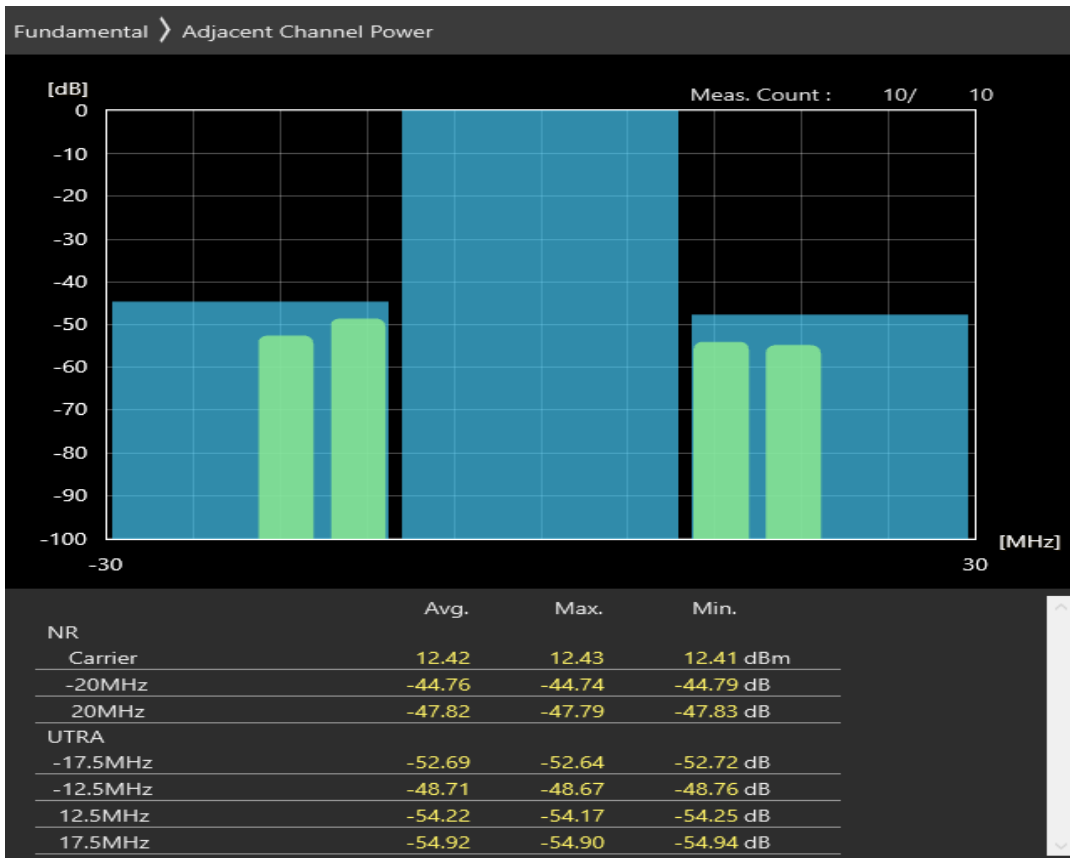 Fundamental 〉 Adjacent Channel Power
[dB]
Meas. Count : 10/ 10
0
-10
-20
-30
-40
-50
-60
-70
-80
-90
-100
[MHz]
-30 30
Avg. Max. Min.
NR
Carrier 12.42 12.43 12.41 dBm
-20MHz -44.76 -44.74 -44.79 dB
20MHz -47.82 -47.79 -47.83 dB
UTRA
-17.5MHz -52.69 -52.64 -52.72 dB
-12.5MHz -48.71 -48.67 -48.76 dB
12.5MHz -54.22 -54.17 -54.25 dB
17.5MHz -54.92 -54.90 -54.94 dB